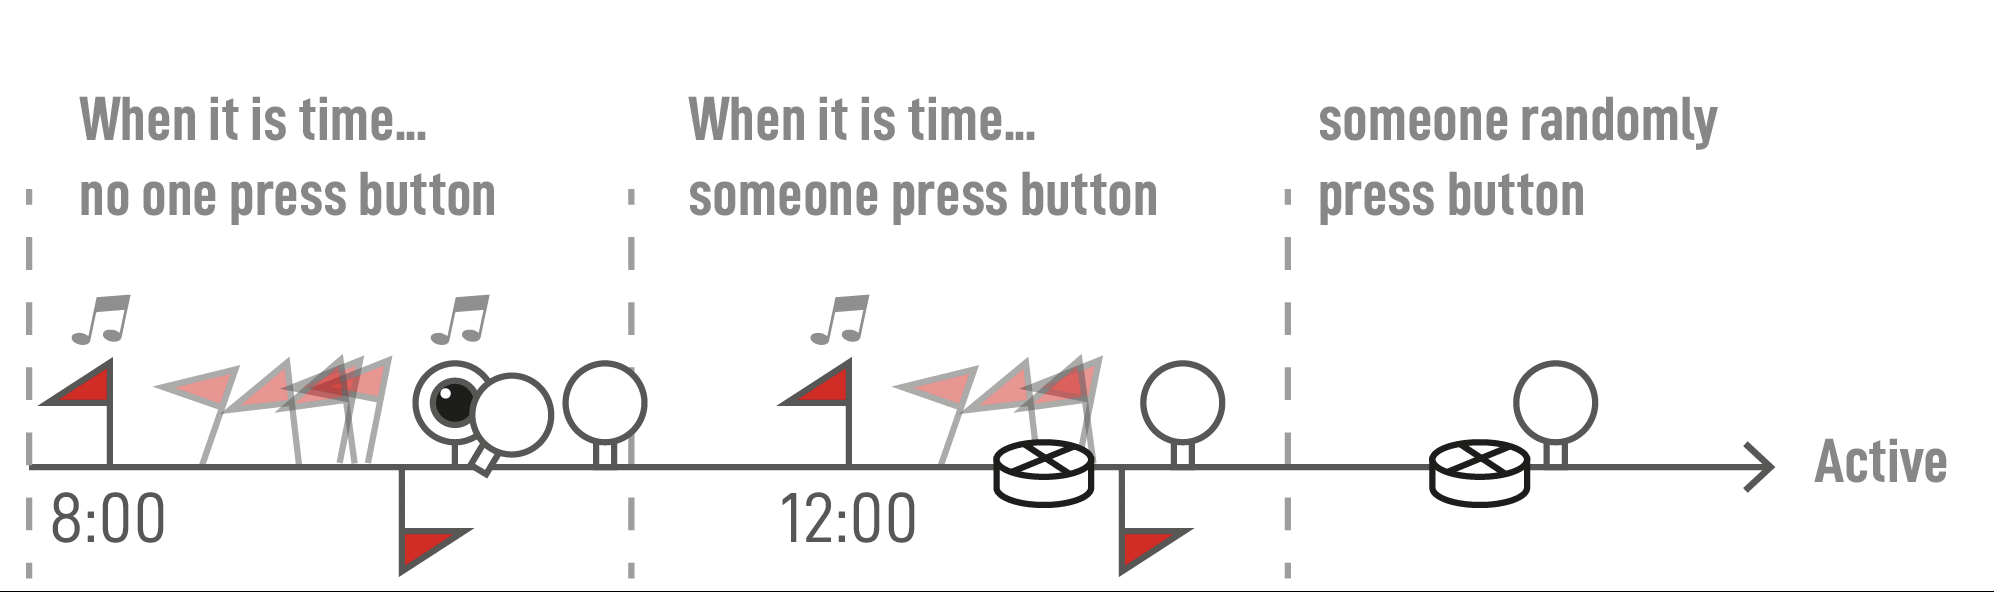 When it is time...
no one press button
When it is time...
someone press button
someone randomly
press button
8:00
12:00
Active